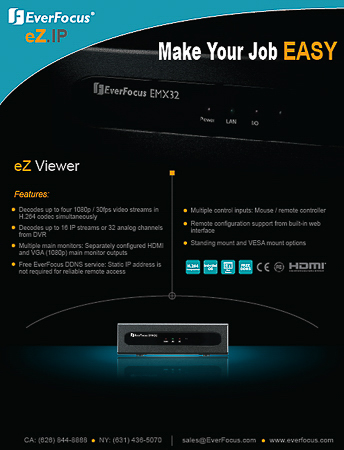 EverFocus®
eZ.IP
Make Your Job EASY
EverFocus EMX32
Power LAN I/O
eZ Viewer
Features:
Decodes up to four 1080p / 30fps video streams in
H.264 codec simultaneously
Decodes up to 16 IP streams or 32 analog channels
from DVR
Multiple main monitors: Separately configured HDMI
and VGA (1080p) main monitor outputs
Free EverFocus DDNS service: Static IP address is
not required for reliable remote access
Multiple control inputs: Mouse / remote controller
Remote configuration support from built-in web
interface
Standing mount and VESA mount options
H.264
FREE
DDNS
CE FC HDMI
CA: (626) 844-8888 • NY: (631) 436-5070 | sales@EverFocus.com • www.everfocus.com